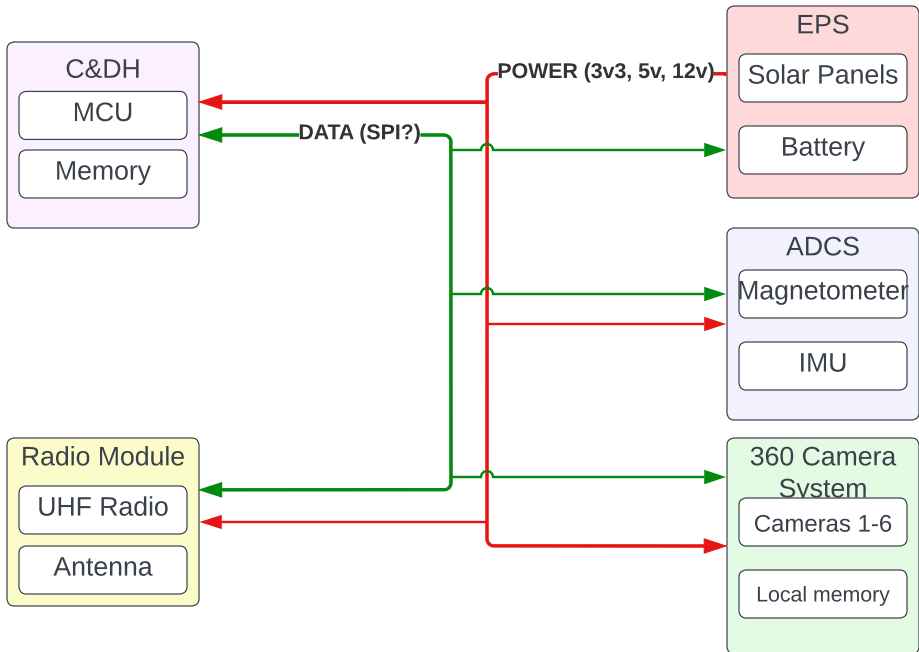 C&DH
MCU
Memory
POWER (3v3, 5v, 12v)
DATA (SPI?)
EPS
Solar Panels
Battery
ADCS
Magnetometer
IMU
Radio Module
UHF Radio
Antenna
360 Camera
System
Cameras 1-6
Local memory